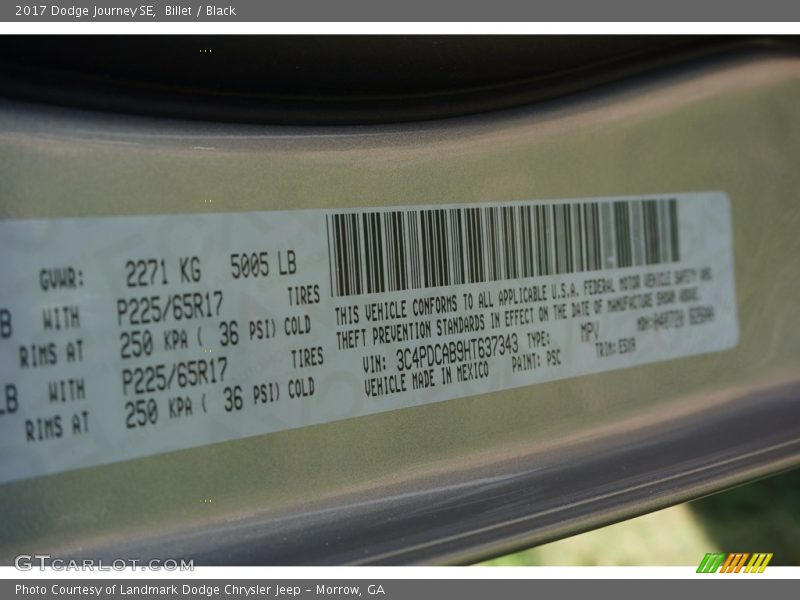 2017 Dodge Journey SE, Billet / Black
GVWR: 2271 KG 5005 LB
B WITH P225/65R17 TIRES
RIMS AT 250 KPA ( 36 PSI) COLD
LB WITH P225/65R17 TIRES
RIMS AT 250 KPA ( 36 PSI) COLD
THIS VEHICLE CONFORMS TO ALL APPLICABLE U.S.A. FEDERAL MOTOR VEHICLE SAFETY AND
THEFT PREVENTION STANDARDS IN EFFECT ON THE DATE OF MANUFACTURE SHOWN ABOVE.
VIN: 3C4PDCAB9HT637343 TYPE: MPV
VEHICLE MADE IN MEXICO PAINT: PSC TRIM:
GTCARLOT.COM
Photo Courtesy of Landmark Dodge Chrysler Jeep – Morrow, GA